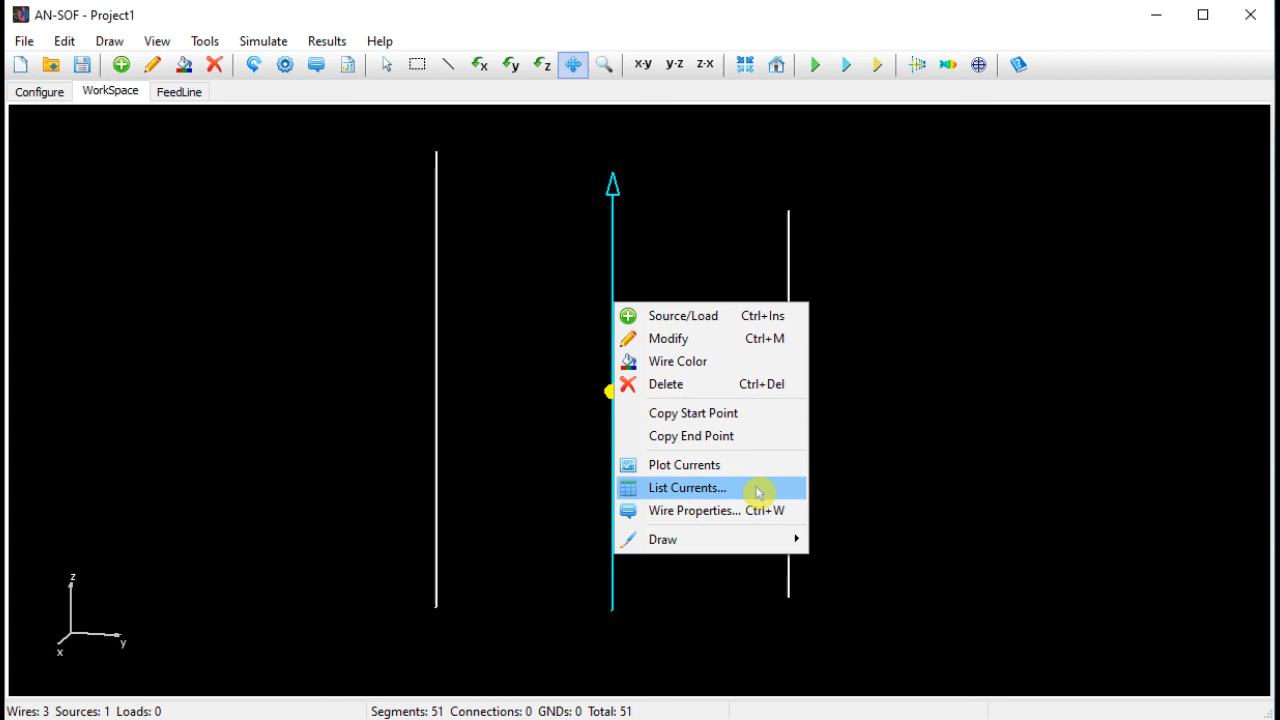 AN-SOF - Project1
File Edit Draw View Tools Simulate Results Help
x y z x-y y-z z-x
Configure WorkSpace FeedLine
Source/Load Ctrl+Ins
Modify Ctrl+M
Wire Color
Delete Ctrl+Del
Copy Start Point
Copy End Point
Plot Currents
List Currents...
Wire Properties... Ctrl+W
Draw
z
y
x
Wires: 3 Sources: 1 Loads: 0 Segments: 51 Connections: 0 GNDs: 0 Total: 51